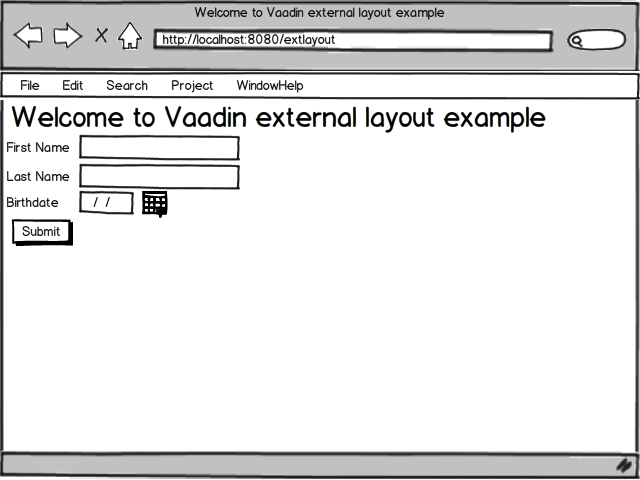 Welcome to Vaadin external layout example
http://localhost:8080/extlayout
File Edit Search Project WindowHelp
Welcome to Vaadin external layout example
First Name
Last Name
Birthdate / /
Submit